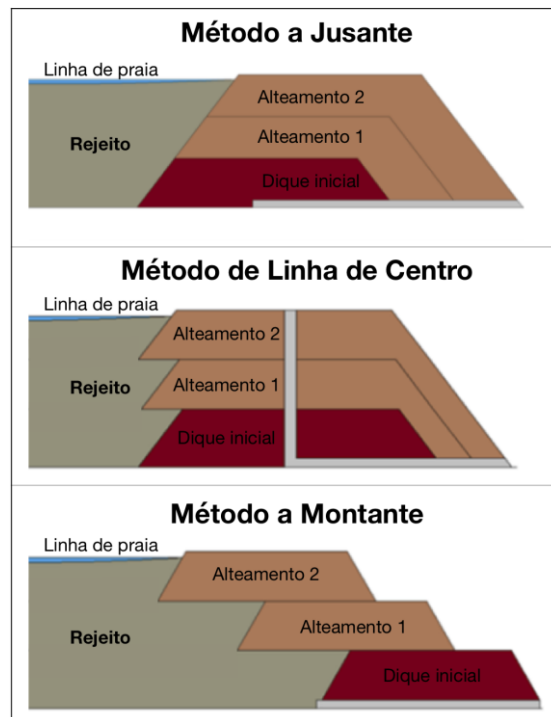 Método a Jusante
Linha de praia
Alteamento 2
Alteamento 1
Rejeito
Dique inicial
Método de Linha de Centro
Linha de praia
Alteamento 2
Rejeito
Alteamento 1
Dique inicial
Método a Montante
Linha de praia
Alteamento 2
Alteamento 1
Rejeito
Dique inicial